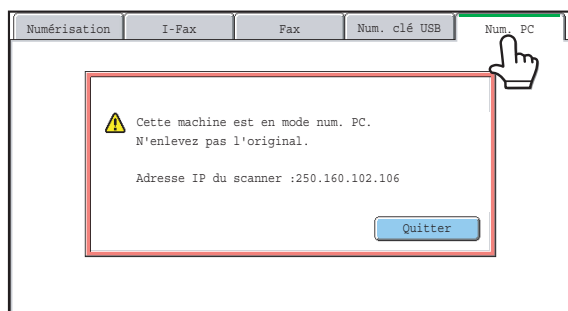 Numérisation I-Fax Fax Num. clé USB Num. PC
Cette machine est en mode num. PC.
N'enlevez pas l'original.
Adresse IP du scanner :250.160.102.106
Quitter